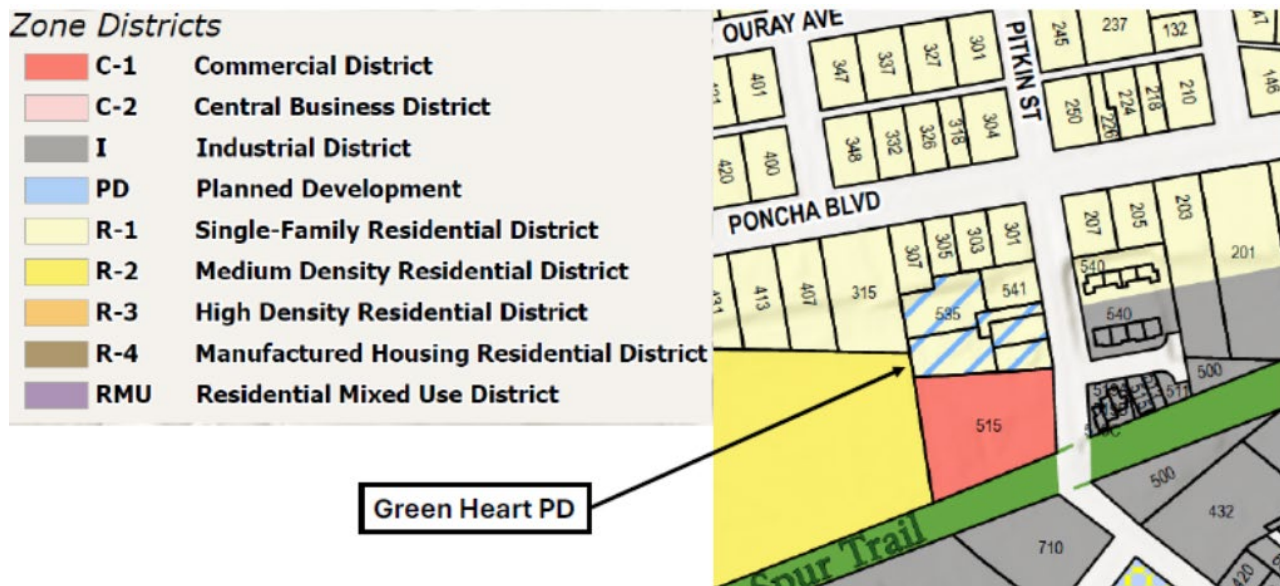 Zone Districts
C-1 Commercial District
C-2 Central Business District
I Industrial District
PD Planned Development
R-1 Single-Family Residential District
R-2 Medium Density Residential District
R-3 High Density Residential District
R-4 Manufactured Housing Residential District
RMU Residential Mixed Use District
Green Heart PD
OURAY AVE
PITKIN ST
245
237
132
401
347
337
327
301
250
226
224
218
210
146
420
400
348
332
326
318
304
PONCHA BLVD
207
205
203
201
307
305
303
301
413
407
315
541
535
540
540
500
511
515
500
432
710
Spur Trail